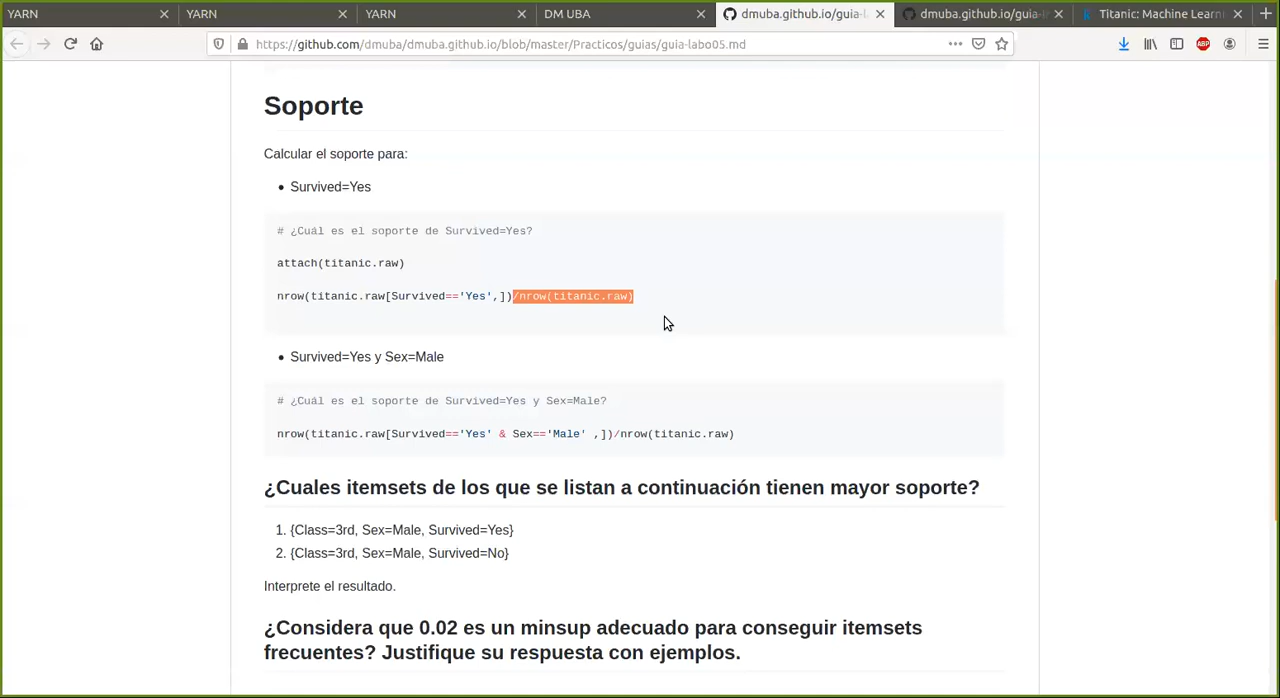 YARN
YARN
YARN
DM UBA
dmuba.github.io/guia-l
dmuba.github.io/guia-l
Titanic: Machine Learni
https://github.com/dmuba/dmuba.github.io/blob/master/Practicos/guias/guia-labo05.md
ABP
Soporte
Calcular el soporte para:
• Survived=Yes
# ¿Cuál es el soporte de Survived=Yes?
attach(titanic.raw)
nrow(titanic.raw[Survived=='Yes',])/nrow(titanic.raw)
• Survived=Yes y Sex=Male
# ¿Cuál es el soporte de Survived=Yes y Sex=Male?
nrow(titanic.raw[Survived=='Yes' & Sex=='Male' ,])/nrow(titanic.raw)
¿Cuales itemsets de los que se listan a continuación tienen mayor soporte?
1. {Class=3rd, Sex=Male, Survived=Yes}
2. {Class=3rd, Sex=Male, Survived=No}
Interprete el resultado.
¿Considera que 0.02 es un minsup adecuado para conseguir itemsets
frecuentes? Justifique su respuesta con ejemplos.